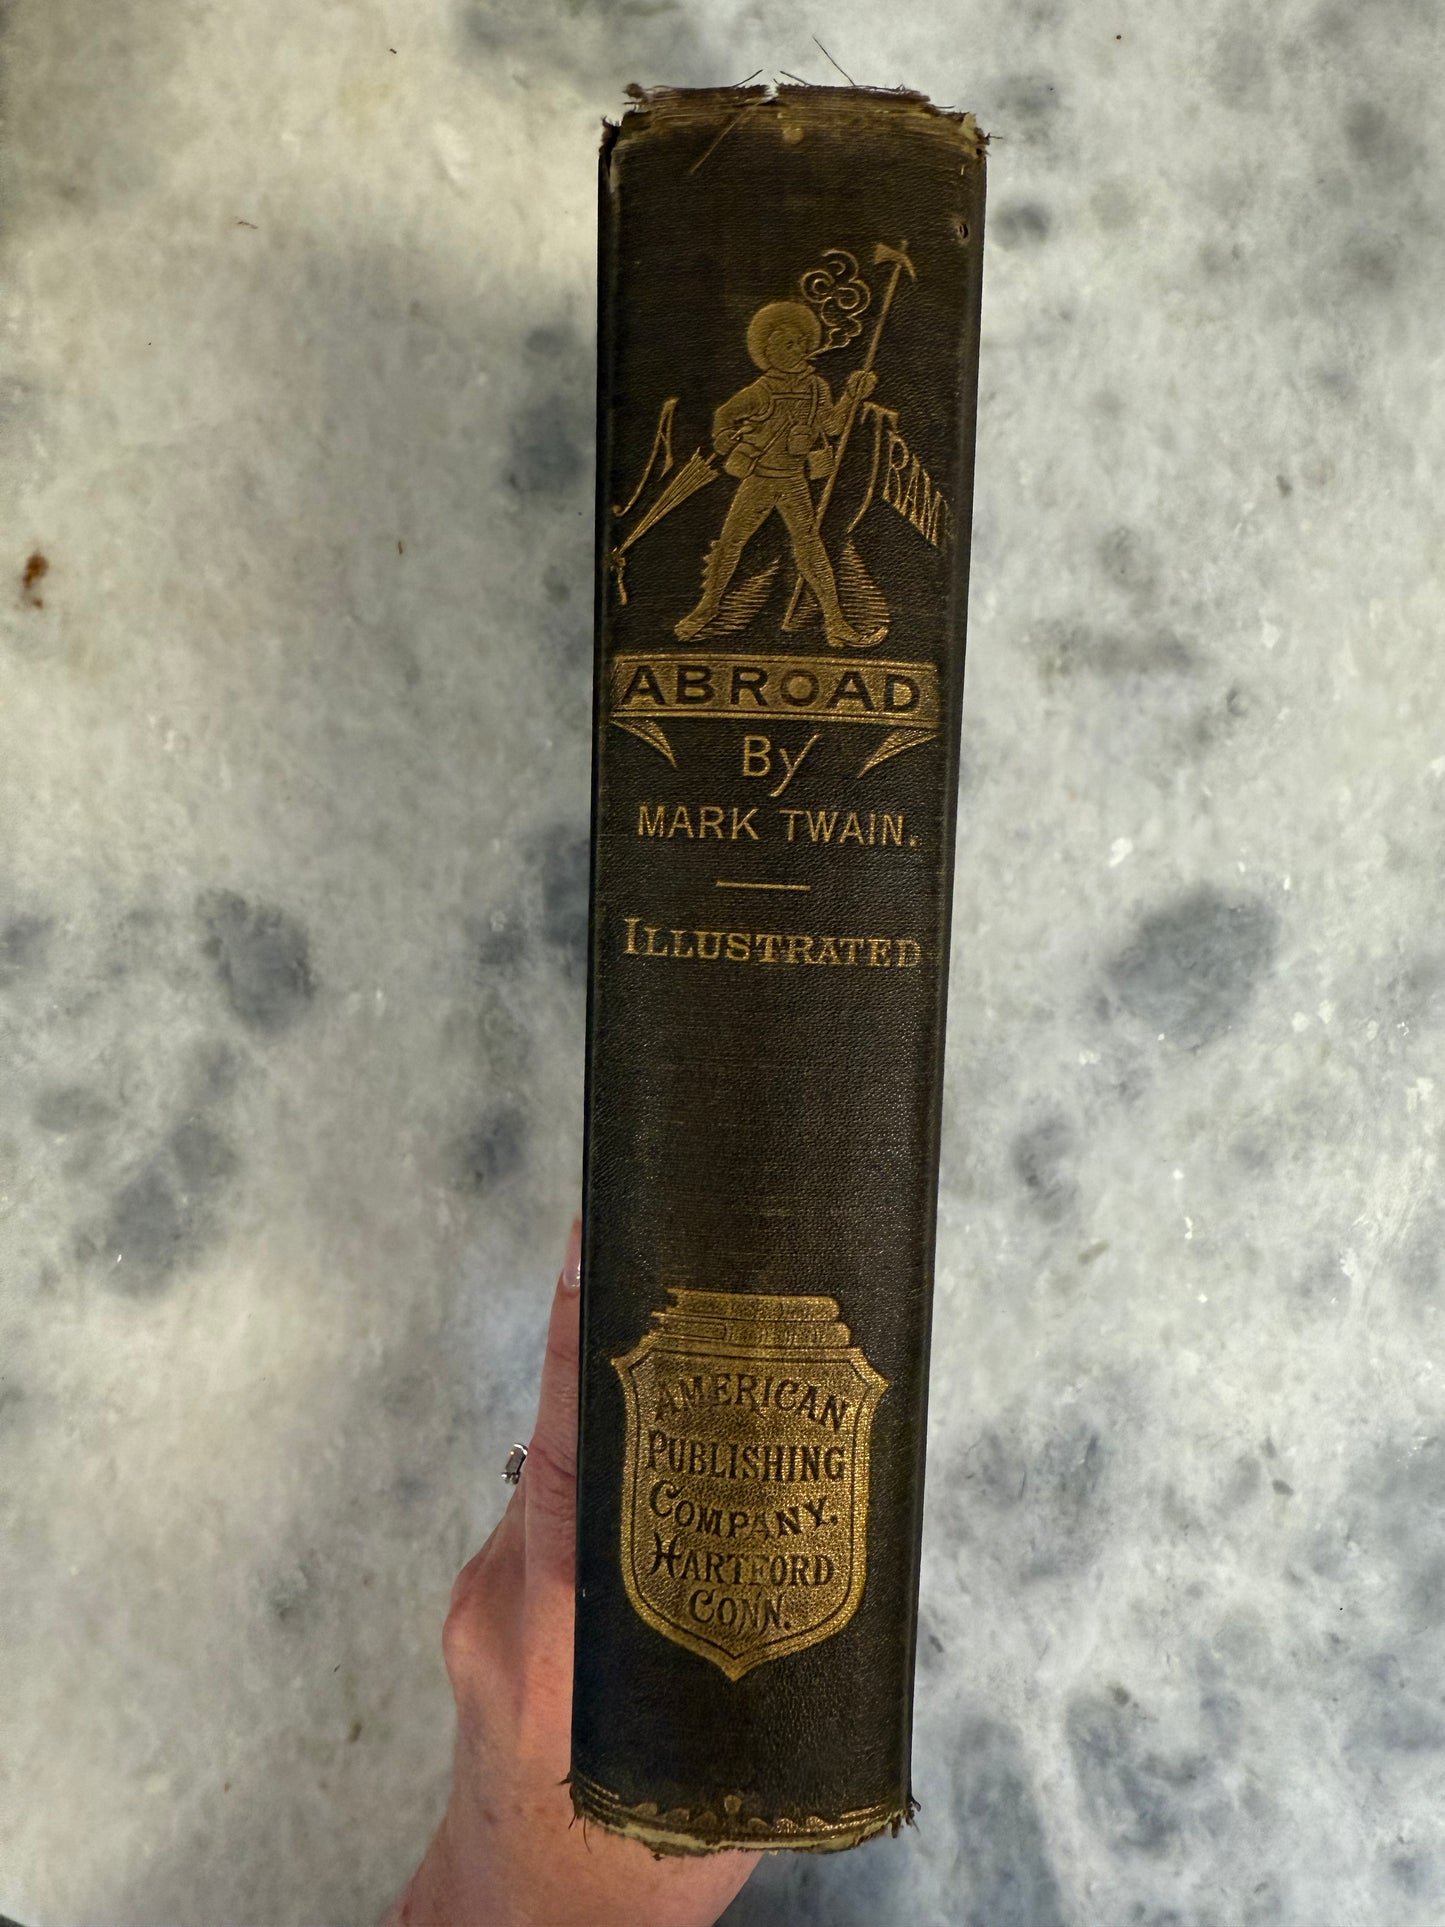 A TRAMP
ABROAD
By
MARK TWAIN.
ILLUSTRATED
AMERICAN
PUBLISHING
COMPANY.
HARTFORD
CONN.